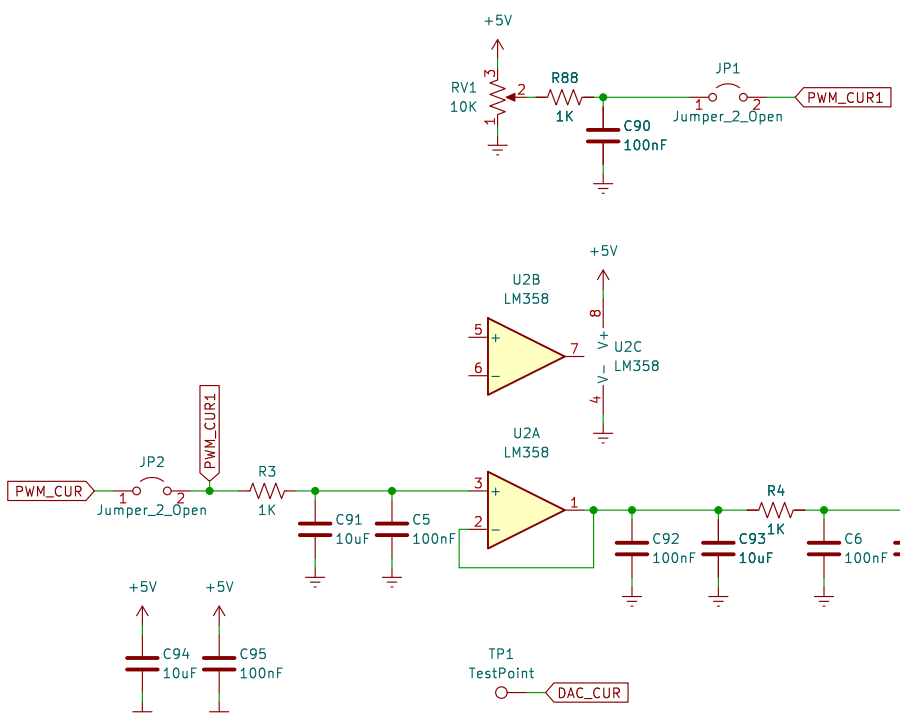 +5V
RV1
10K
3
2
1
R88
1K
C90
100nF
JP1
1
2
Jumper_2_Open
PWM_CUR1
+5V
U2B
LM358
5
+
6
−
7
8
V+
U2C
LM358
V-
4
PWM_CUR1
PWM_CUR
JP2
1
2
Jumper_2_Open
R3
1K
C91
10uF
C5
100nF
U2A
LM358
3
+
2
−
1
C92
100nF
C93
10uF
R4
1K
C6
100nF
+5V
+5V
C94
10uF
C95
100nF
TP1
TestPoint
DAC_CUR